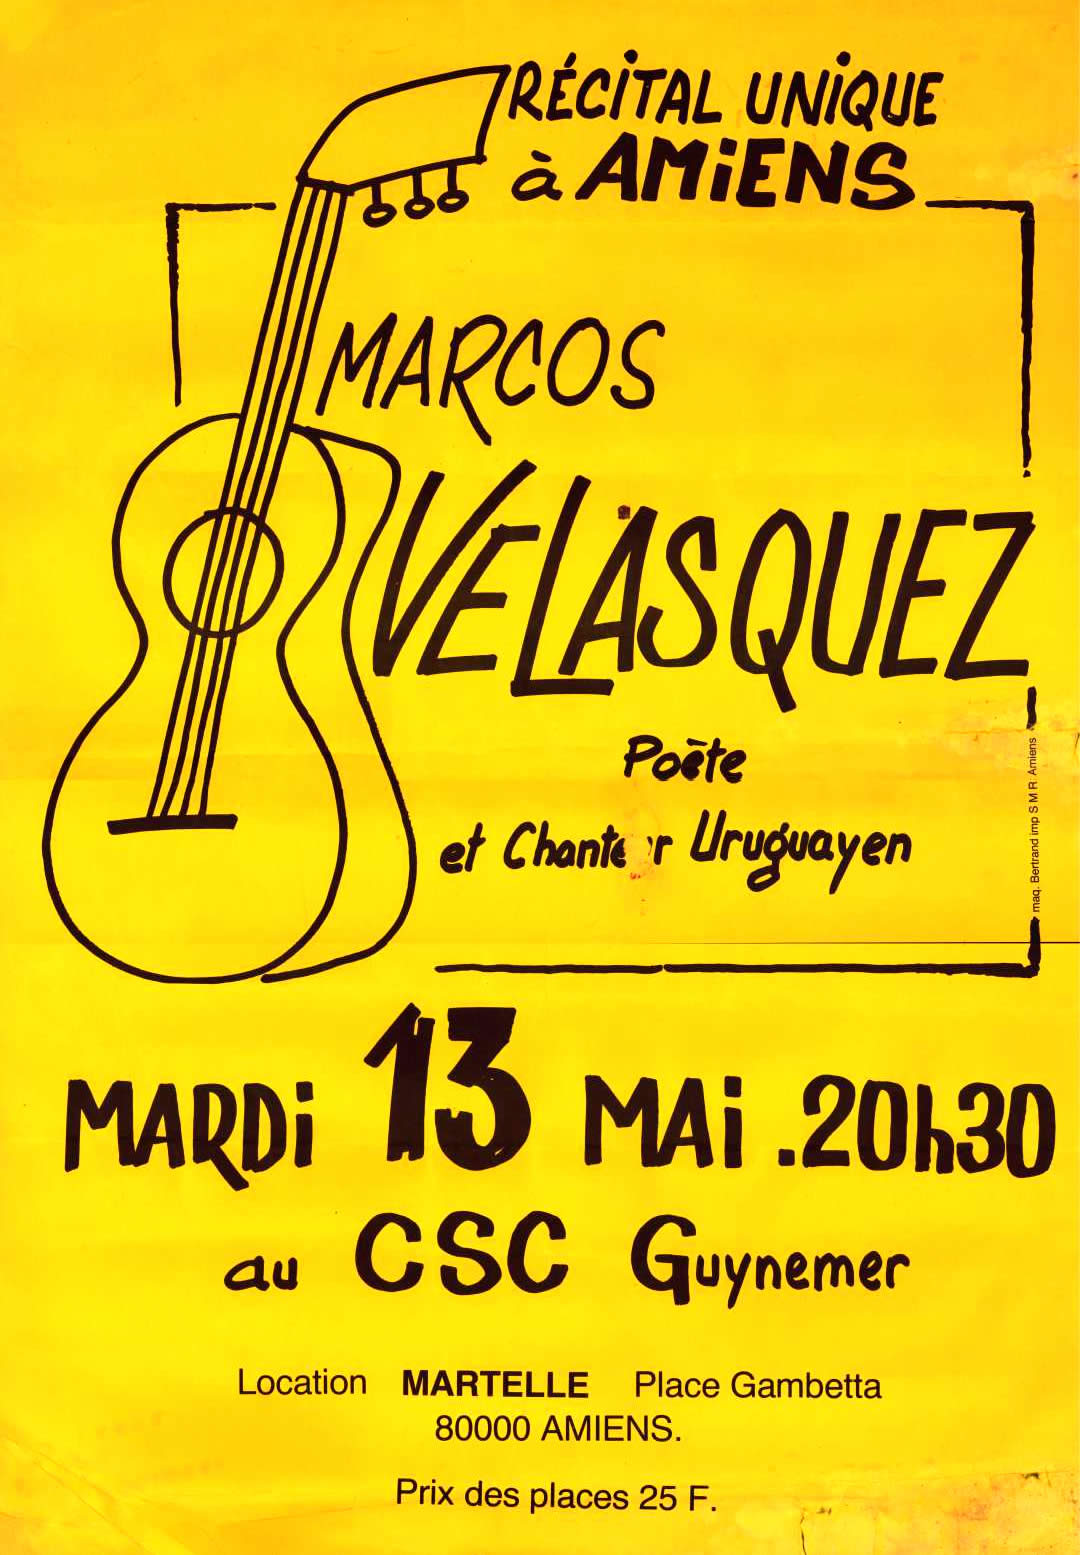 RÉCITAL UNIQUE
à AMIENS
MARCOS
VELASQUEZ
Poète
et Uruguayen
maq. Bertrand imp S M R Amiens
MARDI 13 MAI . 20h30
au CSC Guynemer
Location MARTELLE Place Gambetta
80000 AMIENS.
Prix des places 25 F.